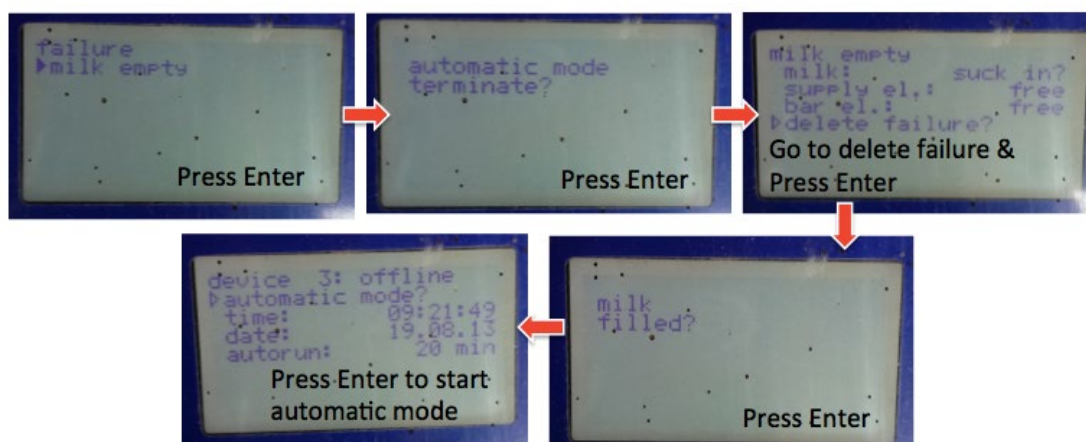 failure
▶milk empty
Press Enter
automatic mode
terminate?
Press Enter
milk empty
milk: suck in?
supply el.: free
bar el.: free
▷delete failure?
Go to delete failure &
Press Enter
milk
filled?
Press Enter
device 3: offline
▷automatic mode?
time: 09:21:49
date: 19.08.13
autorun: 20 min
Press Enter to start
automatic mode